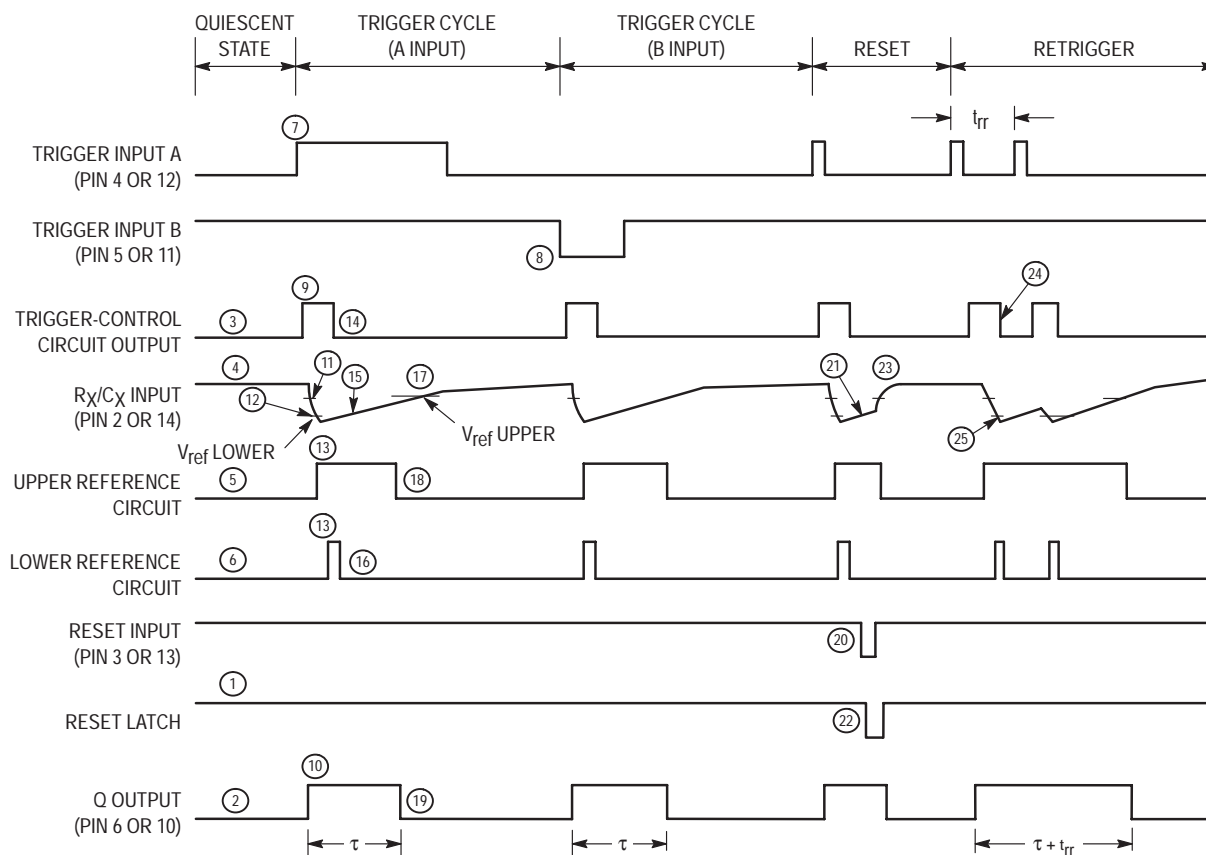 QUIESCENT
STATE
TRIGGER CYCLE
(A INPUT)
TRIGGER CYCLE
(B INPUT)
RESET
RETRIGGER
7
trr
TRIGGER INPUT A
(PIN 4 OR 12)
TRIGGER INPUT B
(PIN 5 OR 11)
8
9
24
TRIGGER-CONTROL
CIRCUIT OUTPUT
3
14
4
11
15
17
21
23
RX/CX INPUT
(PIN 2 OR 14)
12
25
Vref LOWER
Vref UPPER
13
UPPER REFERENCE
CIRCUIT
5
18
13
LOWER REFERENCE
CIRCUIT
6
16
RESET INPUT
(PIN 3 OR 13)
20
1
RESET LATCH
22
10
Q OUTPUT
(PIN 6 OR 10)
2
19
τ
τ
τ + trr